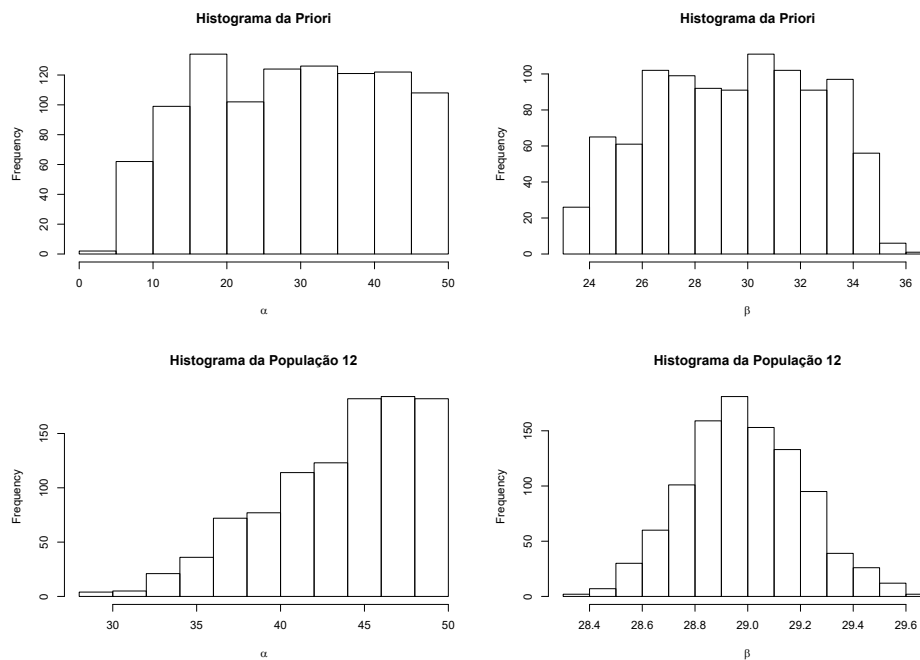 Histograma da Priori
Frequency
0 20 40 60 80 100 120
0 10 20 30 40 50
α
Histograma da Priori
Frequency
0 20 40 60 80 100
24 26 28 30 32 34 36
β
Histograma da População 12
Frequency
0 50 100 150
30 35 40 45 50
α
Histograma da População 12
Frequency
0 50 100 150
28.4 28.6 28.8 29.0 29.2 29.4 29.6
β